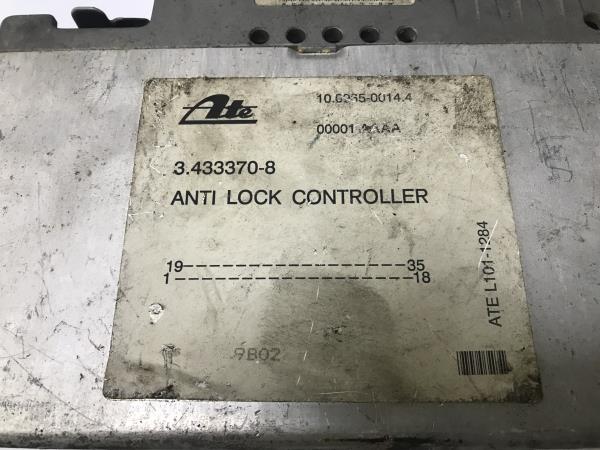 Ate
10.6235-0014.4
00001 AAAA
3.433370-8
ANTI LOCK CONTROLLER
19-----------------------35
1-----------------------18
ATE L101-1284
9B02